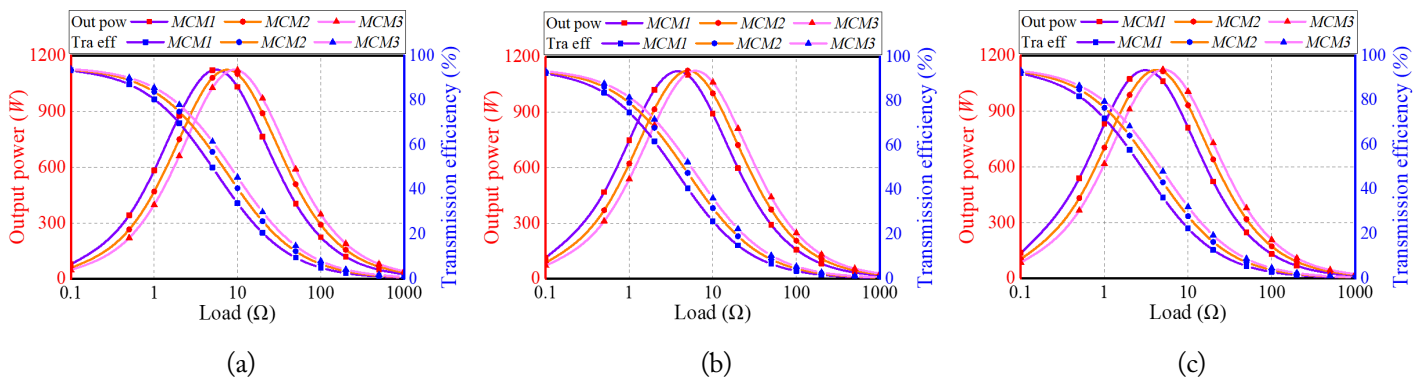 Out pow MCM1 MCM2 MCM3
Tra eff MCM1 MCM2 MCM3
1200
900
600
300
0
Output power (W)
100
80
60
40
20
0
Transmission efficiency (%)
0.1 1 10 100 1000
Load (Ω)
(a)
Out pow MCM1 MCM2 MCM3
Tra eff MCM1 MCM2 MCM3
1200
900
600
300
0
Output power (W)
100
80
60
40
20
0
Transmission efficiency (%)
0.1 1 10 100 1000
Load (Ω)
(b)
Out pow MCM1 MCM2 MCM3
Tra eff MCM1 MCM2 MCM3
1200
900
600
300
0
Output power (W)
100
80
60
40
20
0
Transmission efficiency (%)
0.1 1 10 100 1000
Load (Ω)
(c)